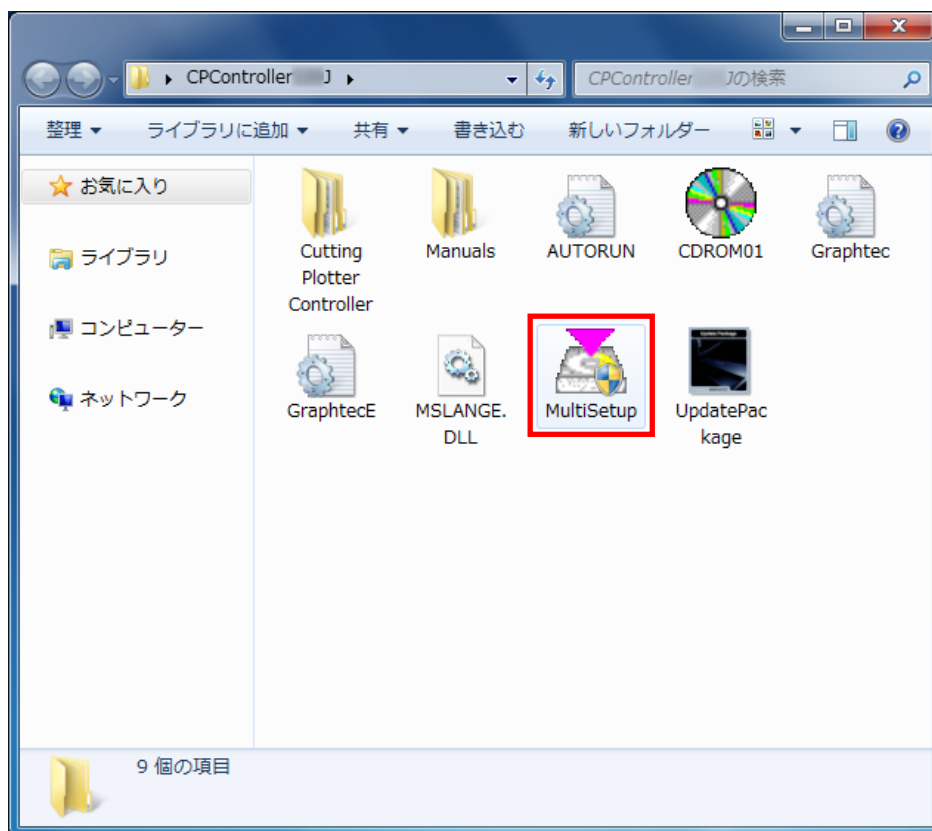 CPController J
CPController Jの検索
整理 ライブラリに追加 共有 書き込む 新しいフォルダー
お気に入り
ライブラリ
コンピューター
ネットワーク
Cutting
Plotter
Controller
Manuals
AUTORUN
CDROM01
Graphtec
GraphtecE
MSLANGE.
DLL
MultiSetup
UpdatePac
kage
9 個の項目